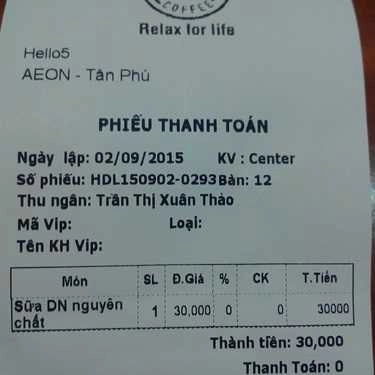 COFFEE
Relax for life
Hello5
AEON - Tân Phú
PHIẾU THANH TOÁN
Ngày lập: 02/09/2015 KV : Center
Số phiếu: HDL150902-0293 Bàn: 12
Thu ngân: Trần Thị Xuân Thảo
Mã Vip: Loại:
Tên KH Vip:
Món SL Đ.Giá % CK T.Tiền
Sữa DN nguyên chất 1 30,000 0 0 30000
Thành tiền: 30,000
Thanh Toán: 0